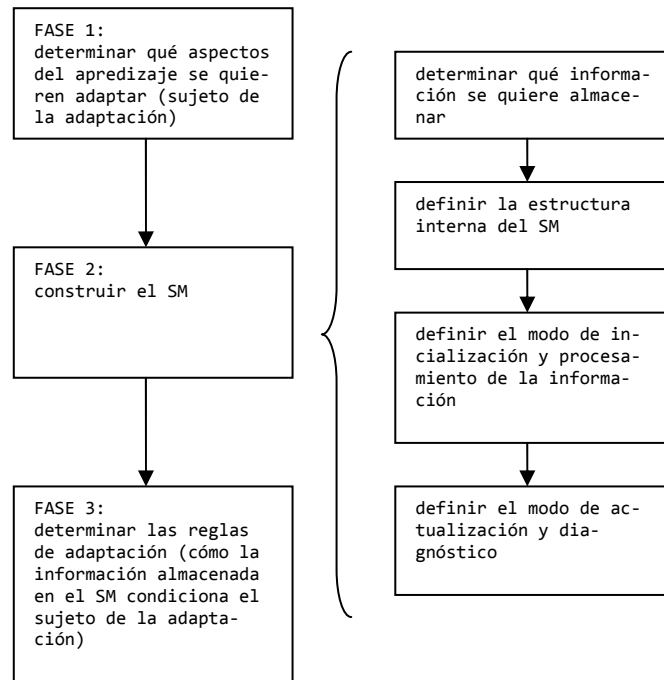 FASE 1:
determinar qué aspectos
del apredizaje se quie-
ren adaptar (sujeto de
la adaptación)
FASE 2:
construir el SM
FASE 3:
determinar las reglas
de adaptación (cómo la
información almacenada
en el SM condiciona el
sujeto de la adapta-
ción)
determinar qué informa-
ción se quiere almace-
nar
definir la estructura
interna del SM
definir el modo de in-
cialización y procesa-
miento de la informa-
ción
definir el modo de ac-
tualización y dia-
gnóstico